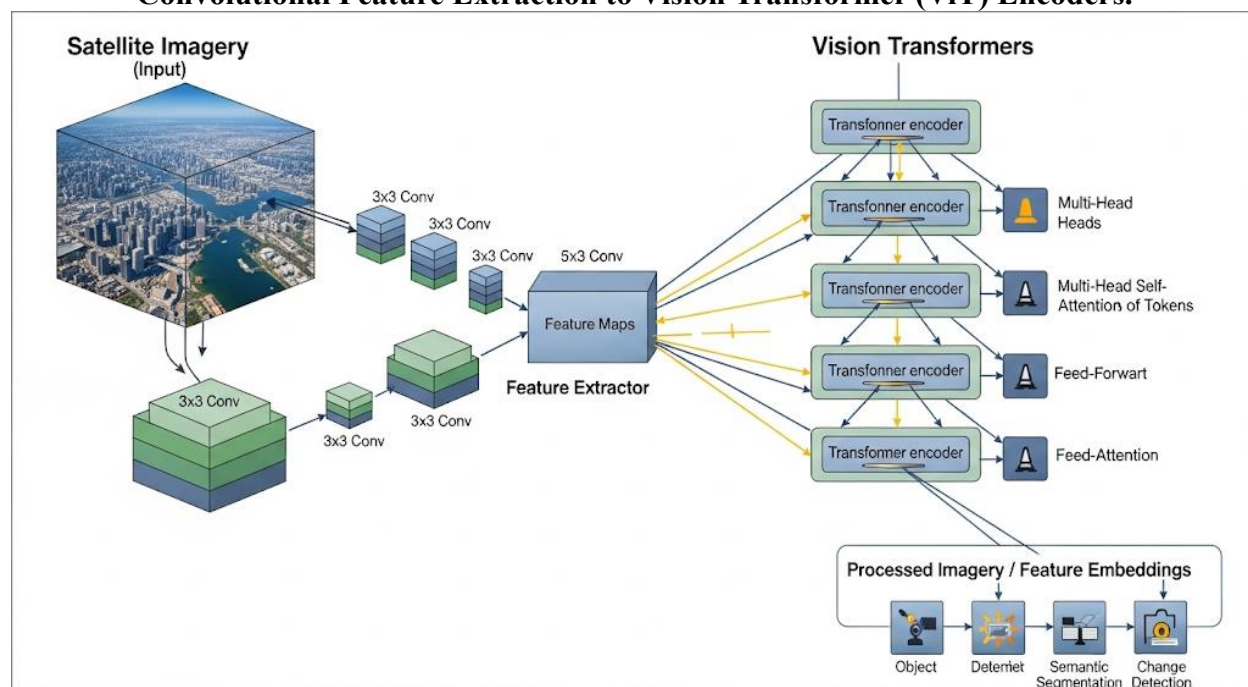 Convolutional Feature Extraction to Vision Transformer (ViT) Encoders.
Satellite Imagery
(Input)
3x3 Conv
3x3 Conv
3x3 Conv
5x3 Conv
Feature Maps
Feature Extractor
3x3 Conv
3x3 Conv
3x3 Conv
Vision Transformers
Transfonner encoder
Transfonner encoder
Transfonner encoder
Transfonner encoder
Transfomner encoder
Multi-Head
Heads
Multi-Head Self-
Attention of Tokens
Feed-Forwart
Feed-Attention
Processed Imagery / Feature Embeddings
Object
Detemet
Semantic
Segmentation
Change
Detection